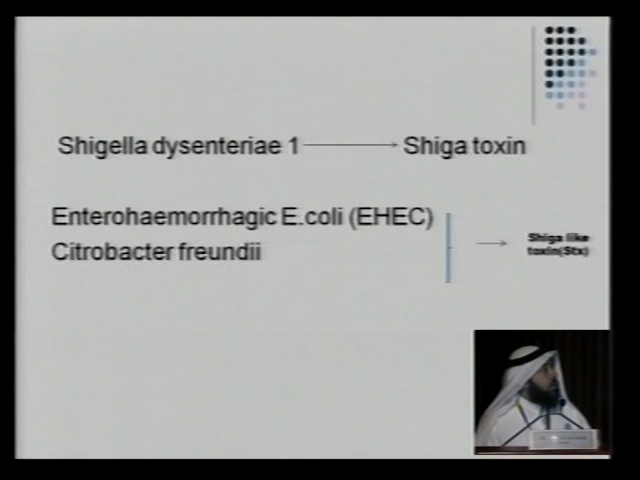 Shigella dysenteriae 1 Shiga toxin
Enterohaemorrhagic E.coli (EHEC)
Citrobacter freundii
Shiga like
toxin(Stx)